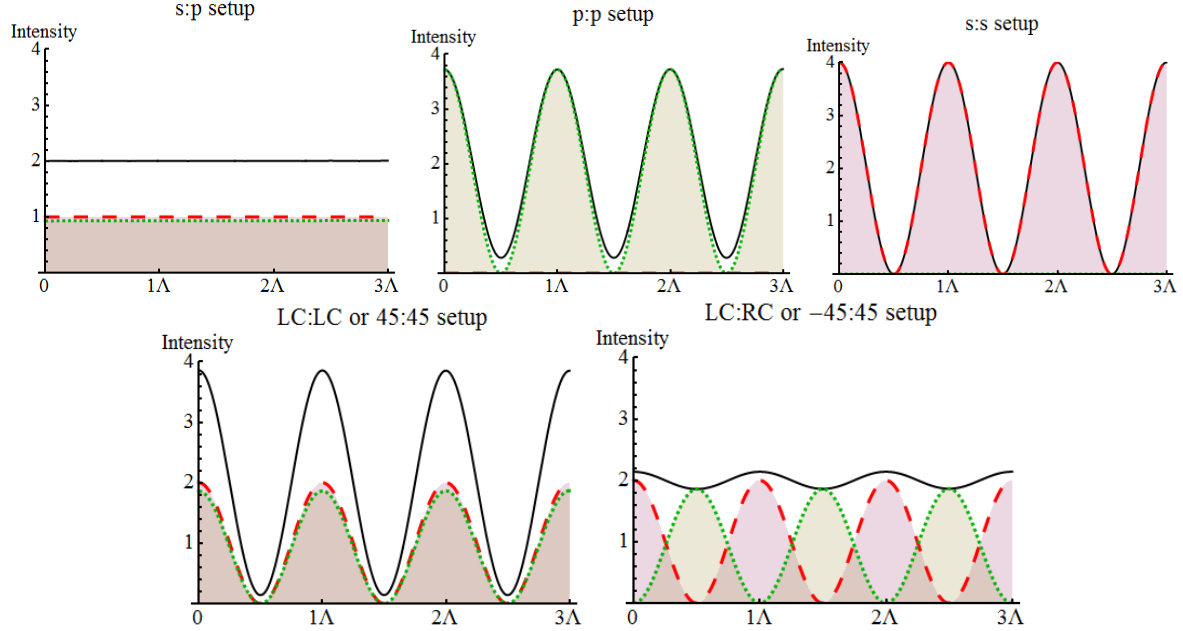 s:p setup
p:p setup
s:s setup
Intensity
Intensity
Intensity
4
3
2
1
0
1Λ
2Λ
3Λ
4
3
2
1
0
1Λ
2Λ
3Λ
4
3
2
1
0
1Λ
2Λ
3Λ
LC:LC or 45:45 setup
LC:RC or −45:45 setup
Intensity
Intensity
4
3
2
1
0
1Λ
2Λ
3Λ
4
3
2
1
0
1Λ
2Λ
3Λ